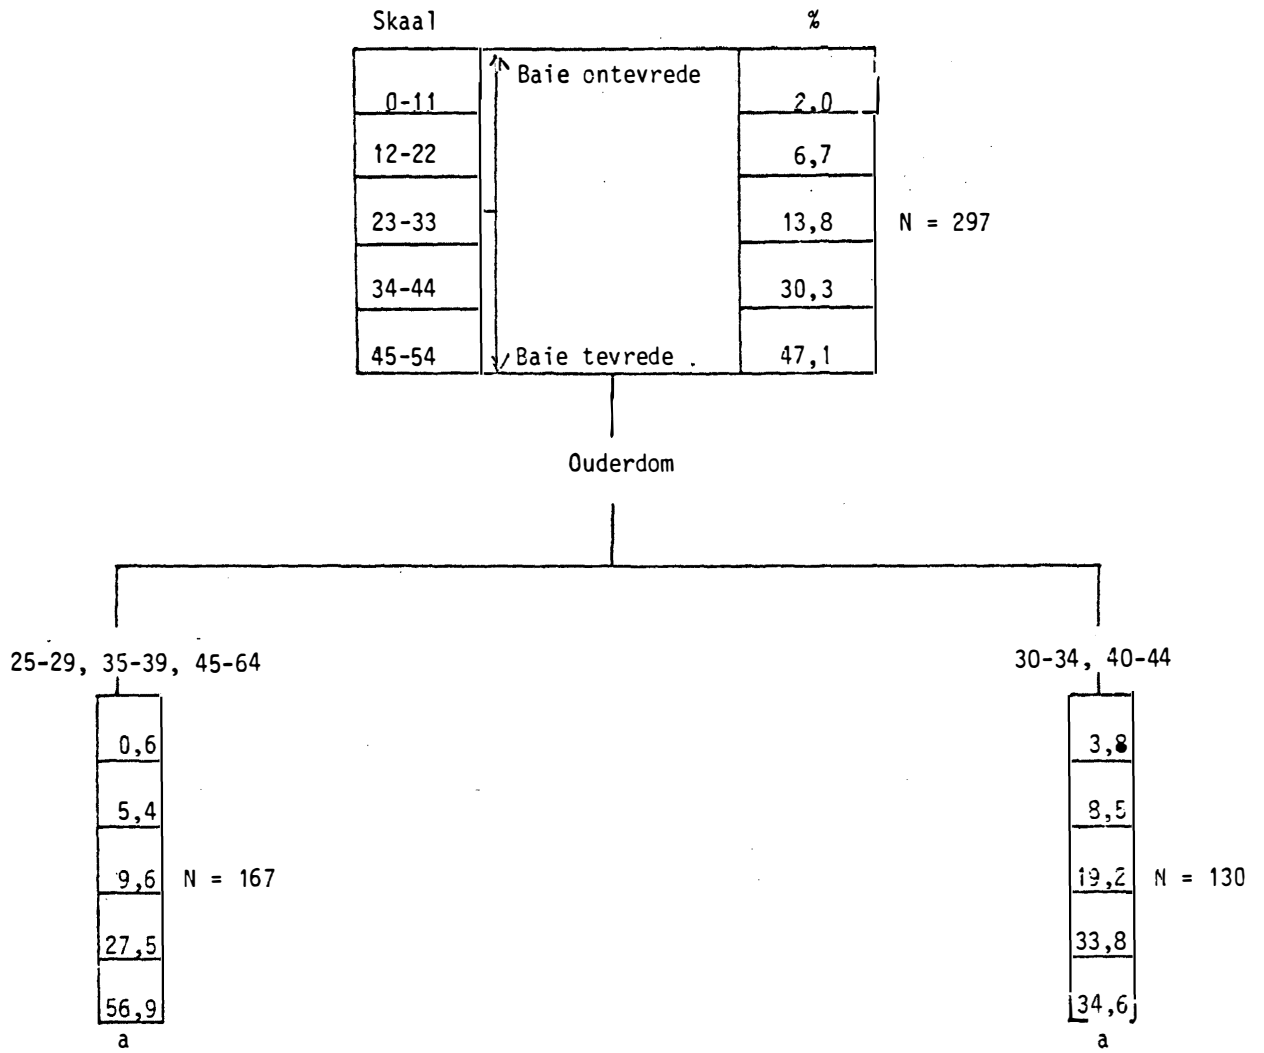 Skaal %
Baie ontevrede
0-11 2,0
12-22 6,7
23-33 13,8 N = 297
34-44 30,3
45-54 Baie tevrede 47,1
Ouderdom
25-29, 35-39, 45-64 30-34, 40-44
0,6 3,8
5,4 8,5
9,6 N = 167 19,2 N = 130
27,5 33,8
56,9 34,6
a a